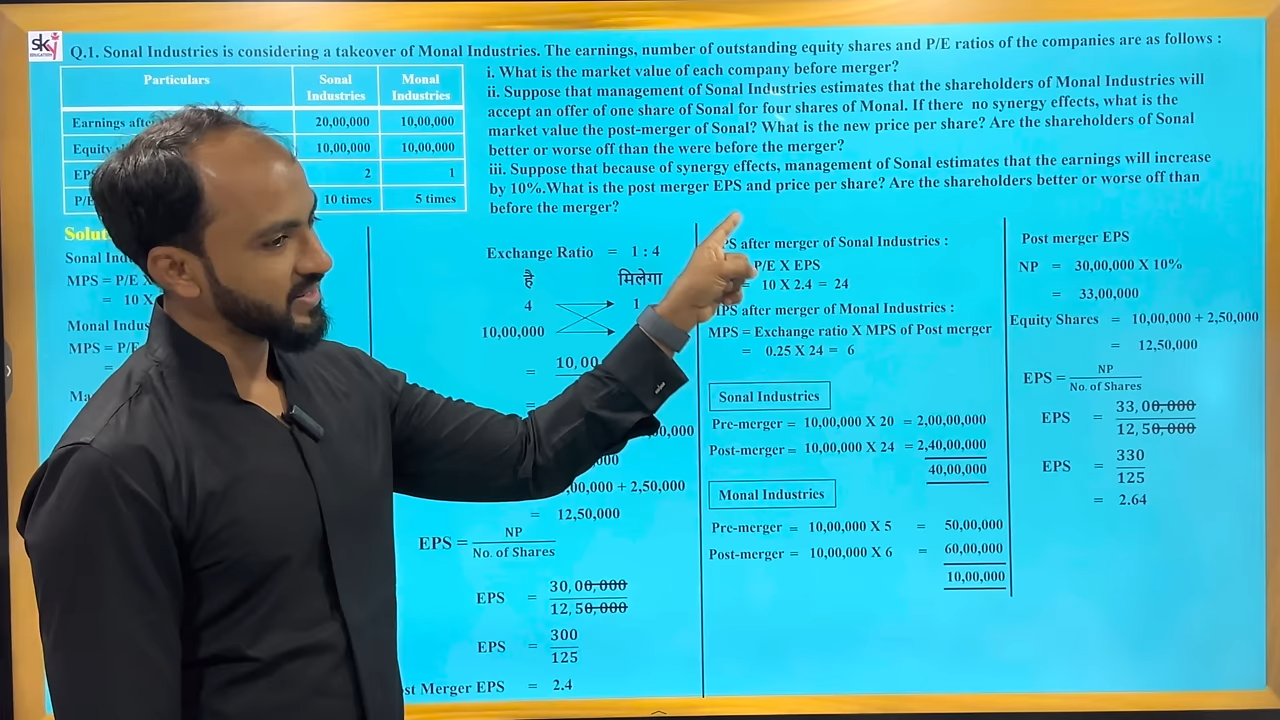 sky
EDUCATION
Q.1. Sonal Industries is considering a takeover of Monal Industries. The earnings, number of outstanding equity shares and P/E ratios of the companies are as follows :
Particulars Sonal Industries Monal Industries
Earnings 20,00,000 10,00,000
Equity 10,00,000 10,00,000
EPS 2 1
P/E 10 times 5 times
i. What is the market value of each company before merger?
ii. Suppose that management of Sonal Industries estimates that the shareholders of Monal Industries will
accept an offer of one share of Sonal for four shares of Monal. If there no synergy effects, what is the
market value the post-merger of Sonal? What is the new price per share? Are the shareholders of Sonal
better or worse off than the were before the merger?
iii. Suppose that because of synergy effects, management of Sonal estimates that the earnings will increase
by 10%.What is the post merger EPS and price per share? Are the shareholders better or worse off than
before the merger?
Sonal
MPS = P/E X
= 10 X
Monal
MPS = P/E
=
Exchange Ratio = 1 : 4
है मिलेगा
4 1
10,00,000
=
=
00,000 + 2,50,000
= 12,50,000
EPS = NP
No. of Shares
EPS = 30,00,000
12,50,000
EPS = 300
125
Merger EPS = 2.4
after merger of Sonal Industries :
P/E X EPS
= 10 X 2.4 = 24
after merger of Monal Industries :
MPS = Exchange ratio X MPS of Post merger
= 0.25 X 24 = 6
Sonal Industries
Pre-merger = 10,00,000 X 20 = 2,00,00,000
Post-merger = 10,00,000 X 24 = 2,40,00,000
40,00,000
Monal Industries
Pre-merger = 10,00,000 X 5 = 50,00,000
Post-merger = 10,00,000 X 6 = 60,00,000
10,00,000
Post merger EPS
NP = 30,00,000 X 10%
= 33,00,000
Equity Shares = 10,00,000 + 2,50,000
= 12,50,000
EPS = NP
No. of Shares
EPS = 33,00,000
12,50,000
EPS = 330
125
= 2.64